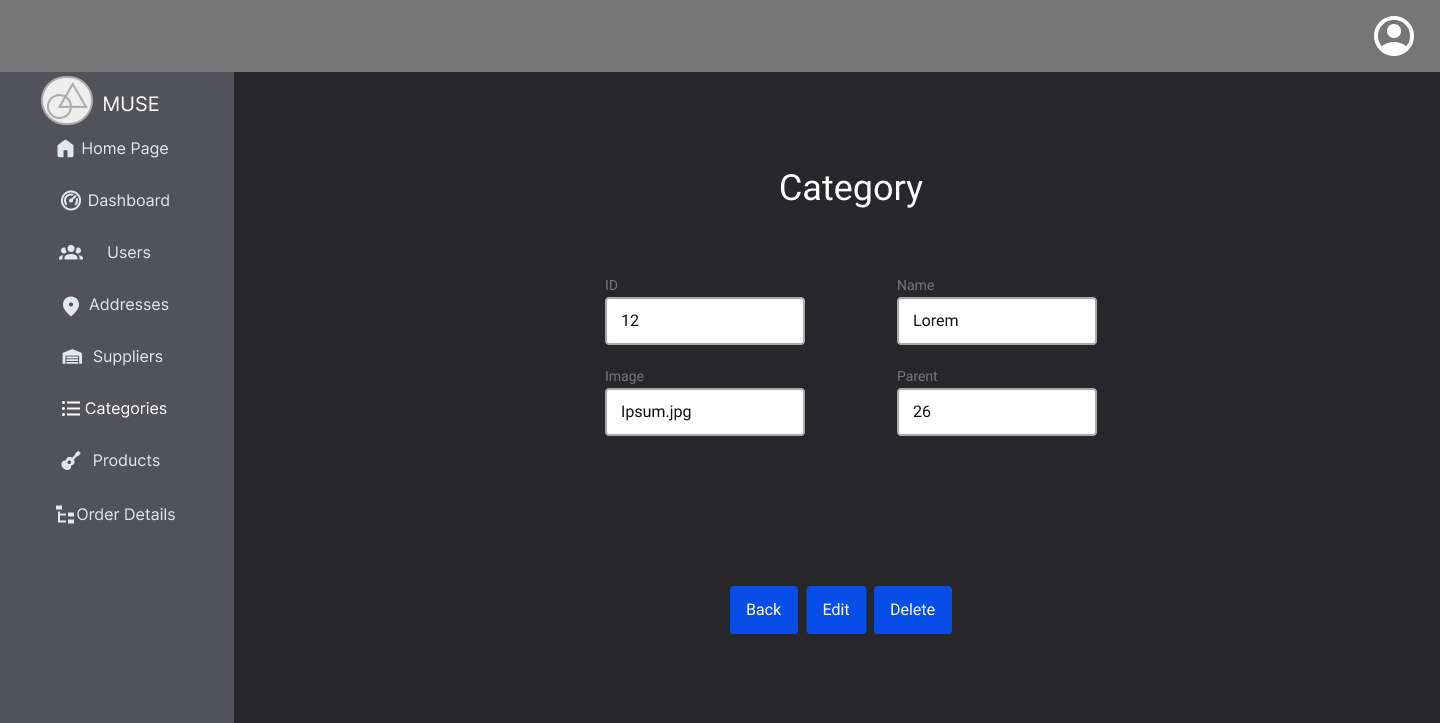 MUSE
Home Page
Dashboard
Users
Addresses
Suppliers
Categories
Products
Order Details
Category
ID
12
Name
Lorem
Image
Ipsum.jpg
Parent
26
Back
Edit
Delete